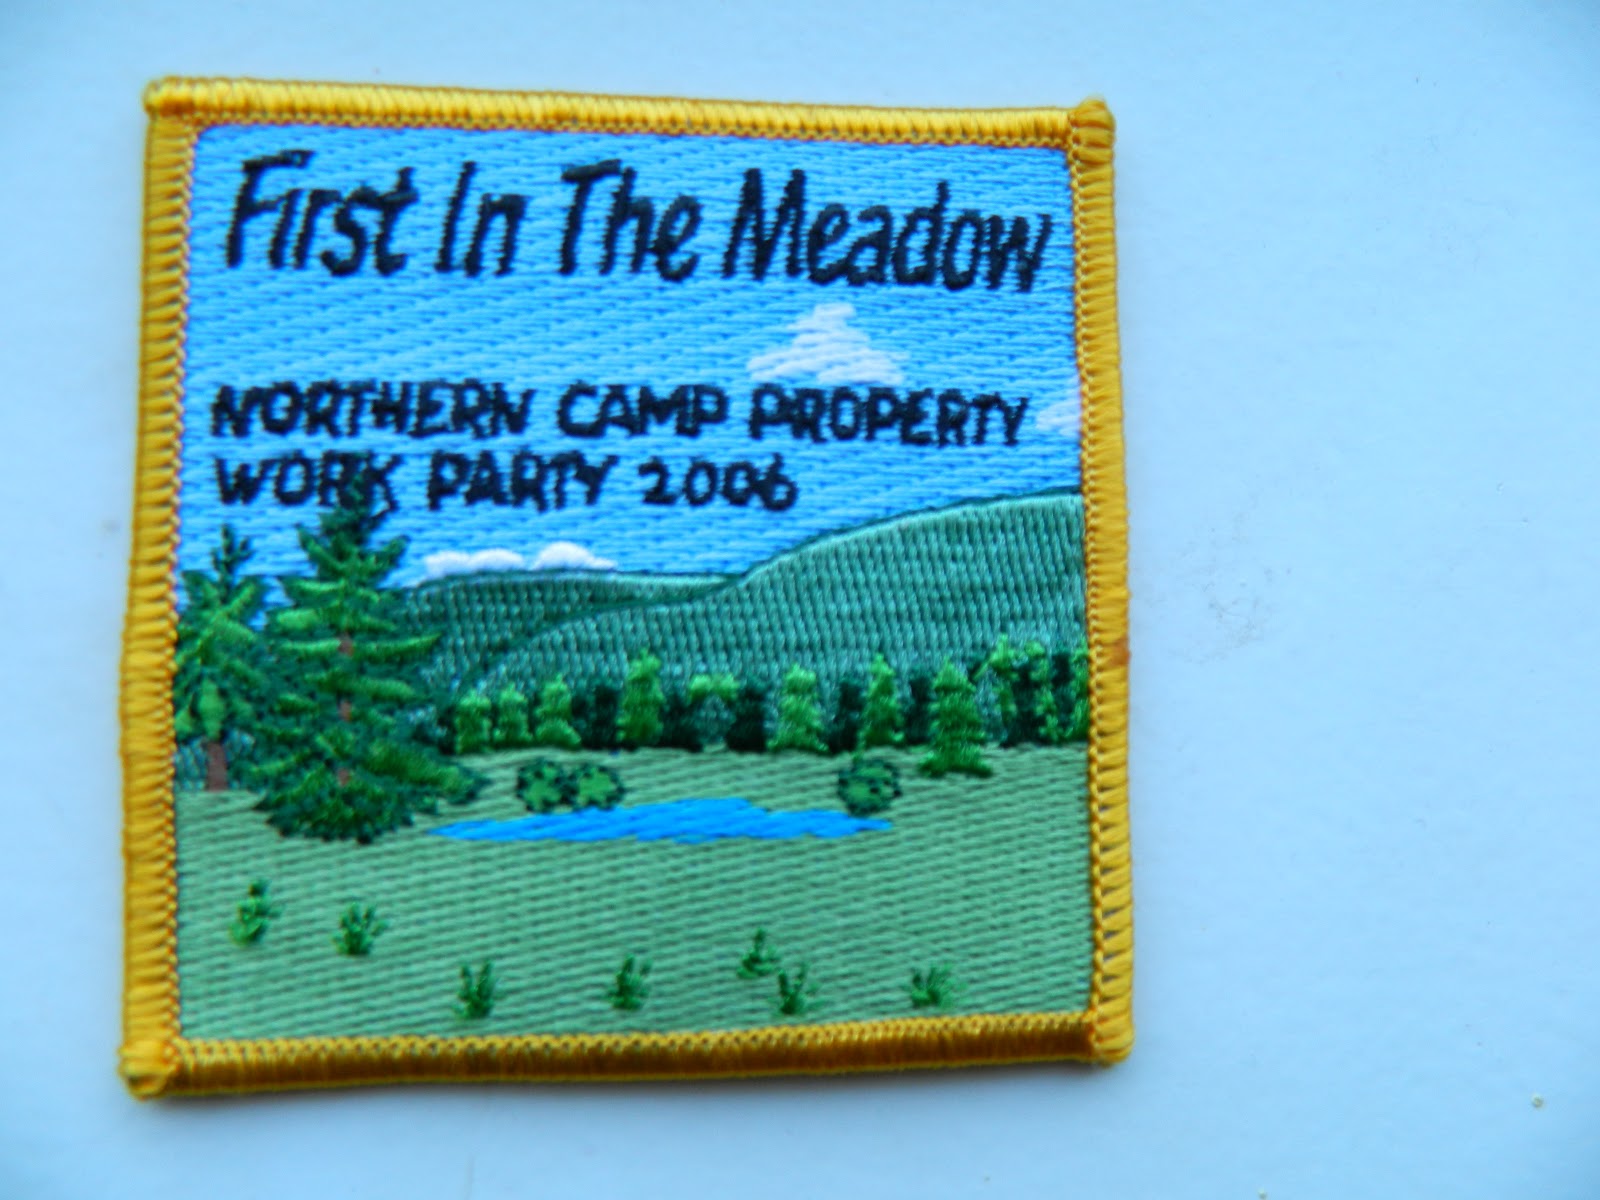 First In The Meadow
NORTHERN CAMP PROPERTY
WORK PARTY 2006